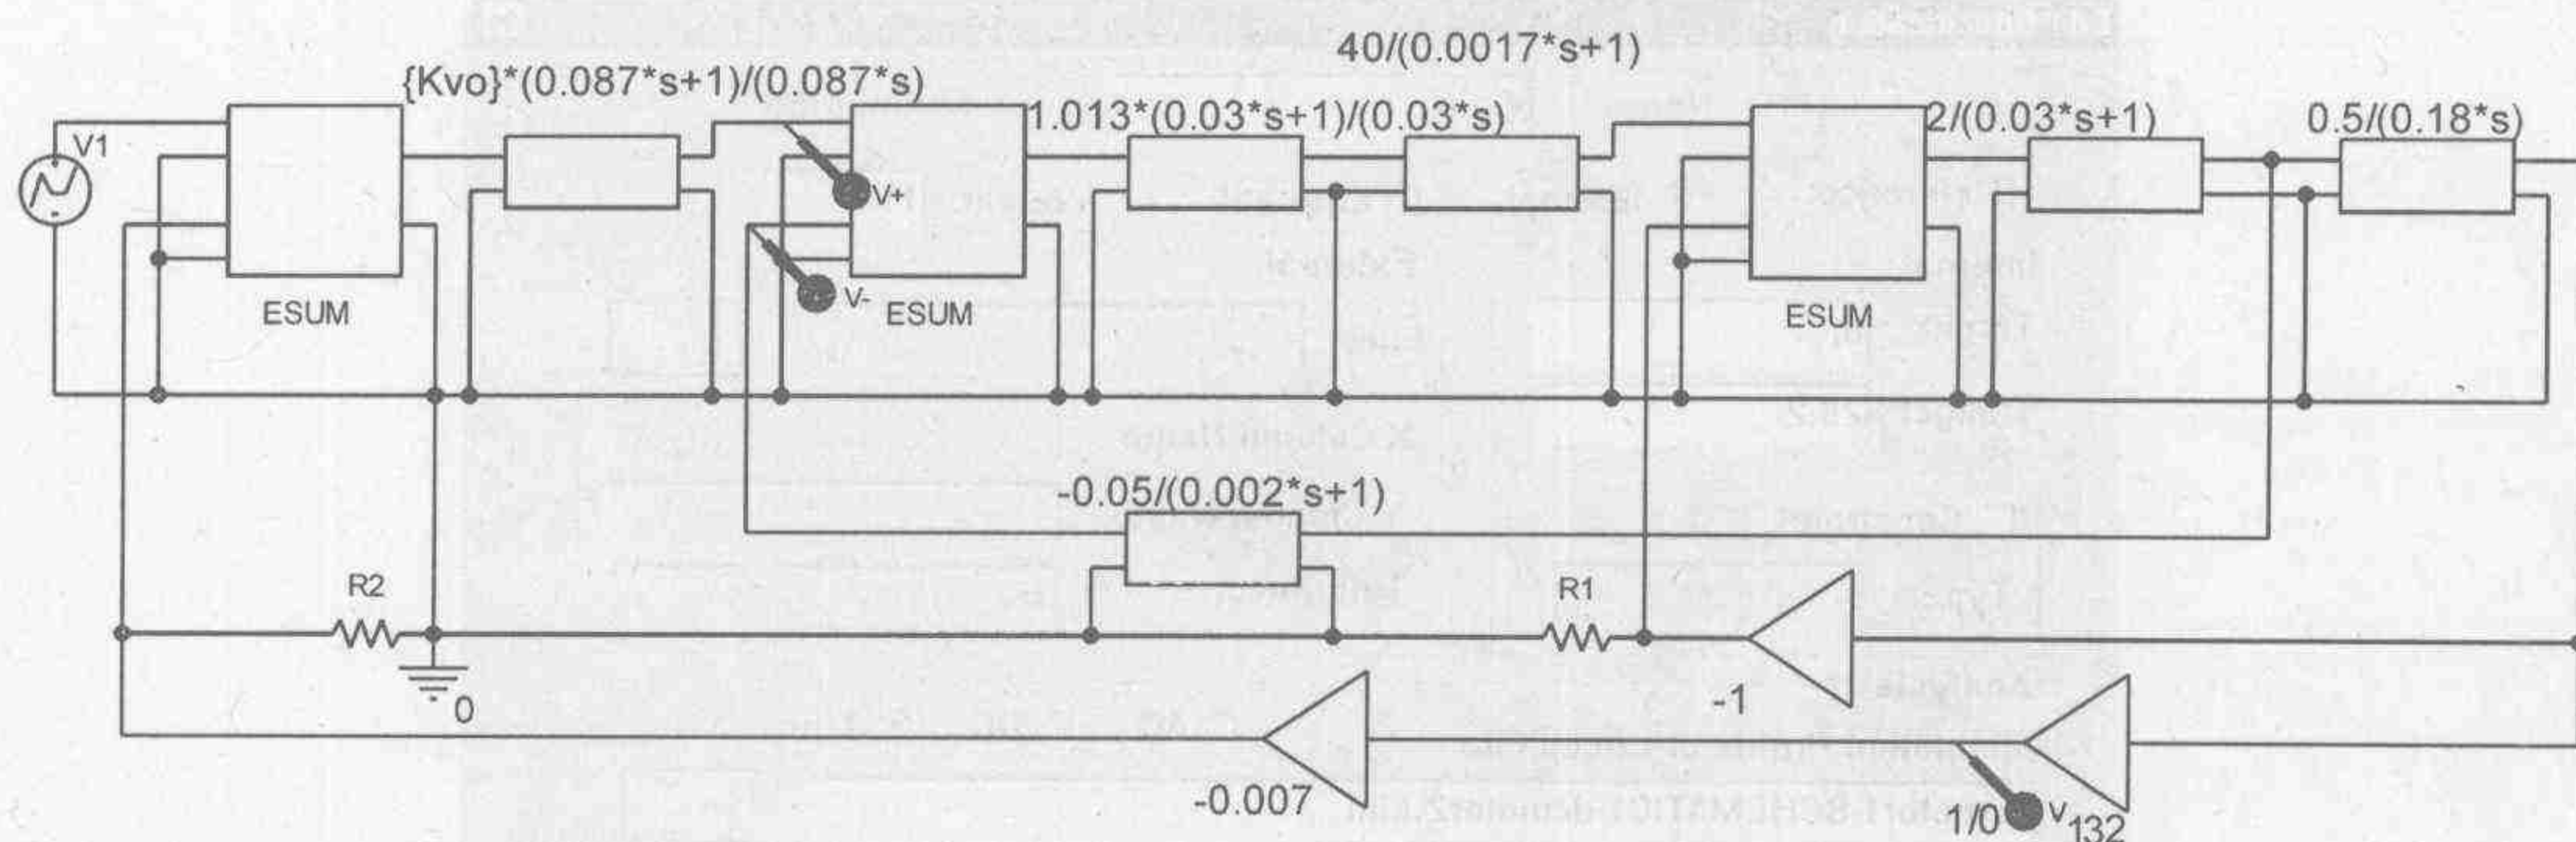 40/(0.0017*s+1)
{Kvo}*(0.087*s+1)/(0.087*s)
1.013*(0.03*s+1)/(0.03*s)
2/(0.03*s+1)
0.5/(0.18*s)
V1
V+
V-
ESUM
ESUM
ESUM
-0.05/(0.002*s+1)
R2
R1
0
-1
-0.007
1/0
V
132